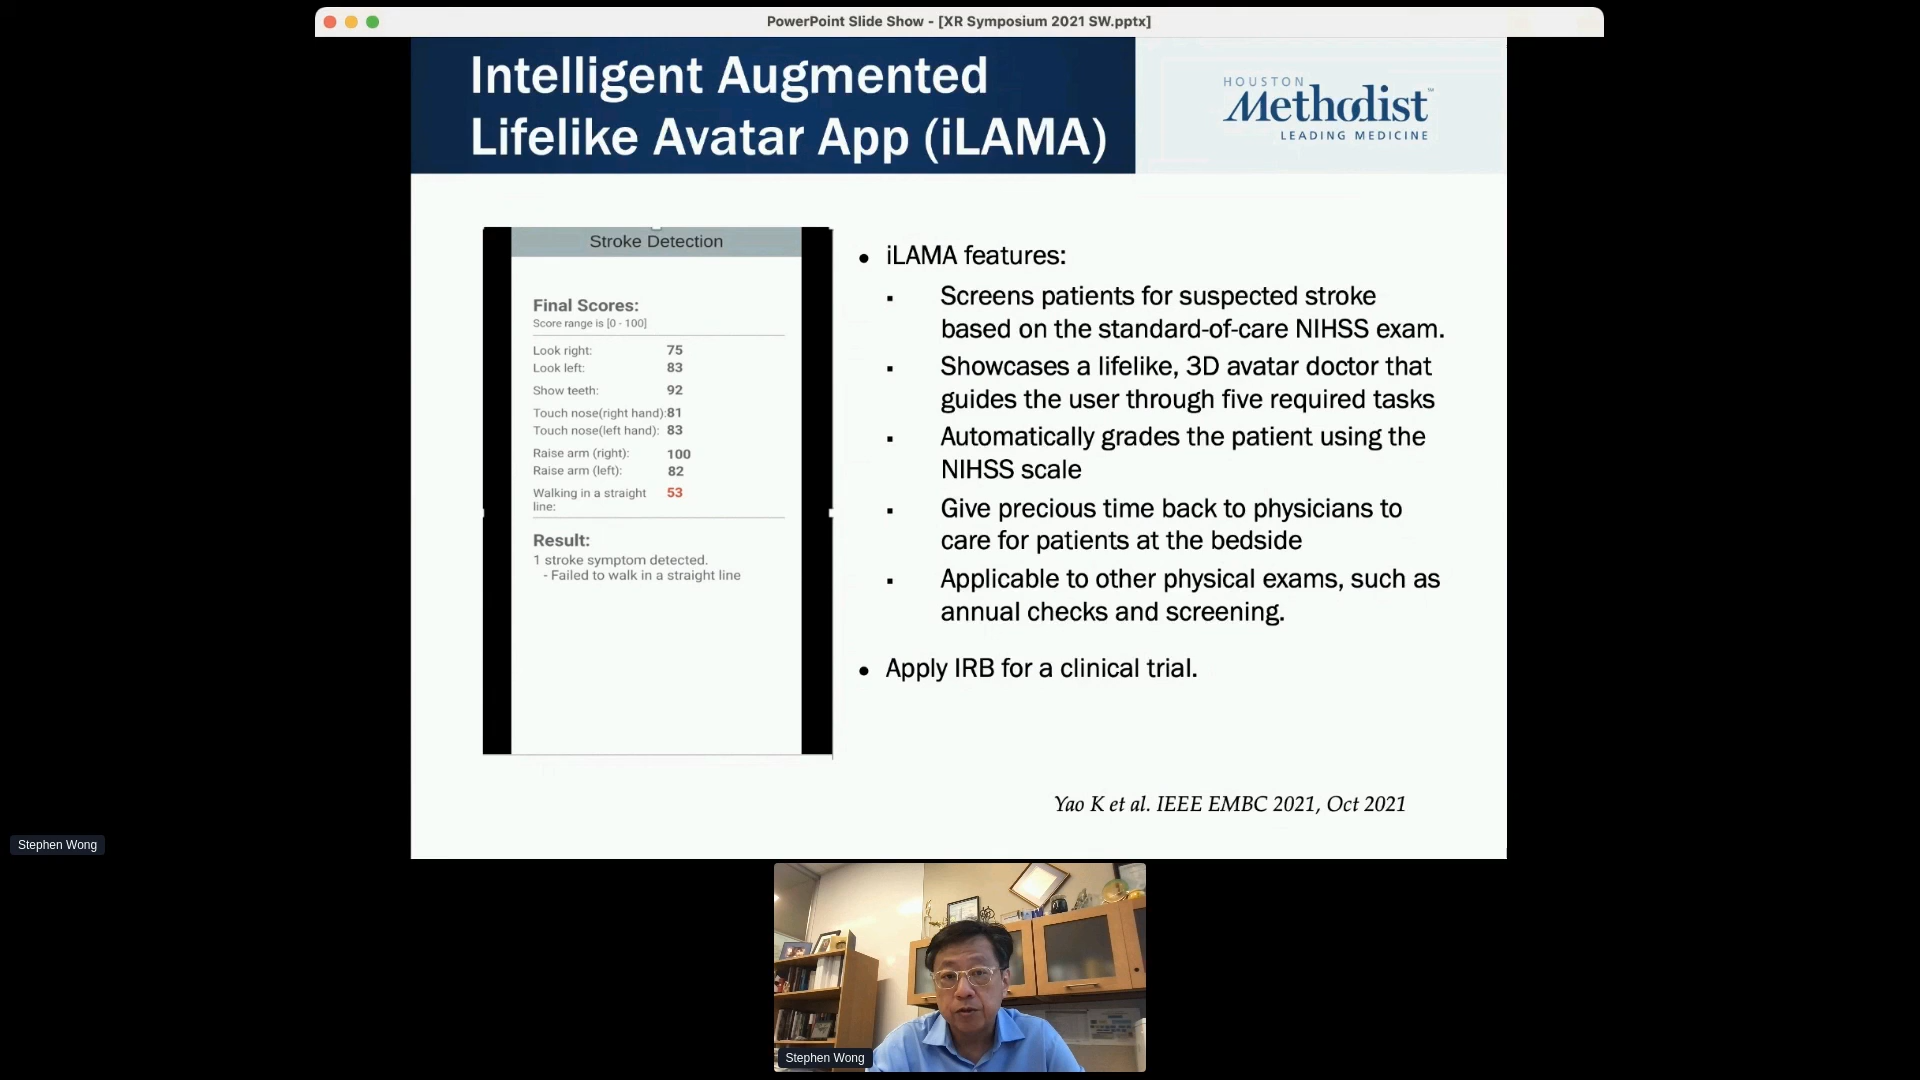 PowerPoint Slide Show - [XR Symposium 2021 SW.pptx]
Intelligent Augmented
Lifelike Avatar App (iLAMA)
HOUSTON
Methodist
LEADING MEDICINE
Stroke Detection
Final Scores:
Score range is [0 - 100]
Look right: 75
Look left: 83
Show teeth: 92
Touch nose(right hand): 81
Touch nose(left hand): 83
Raise arm (right): 100
Raise arm (left): 82
Walking in a straight 53
line:
Result:
1 stroke symptom detected.
- Failed to walk in a straight line
• iLAMA features:
▪ Screens patients for suspected stroke
based on the standard-of-care NIHSS exam.
▪ Showcases a lifelike, 3D avatar doctor that
guides the user through five required tasks
▪ Automatically grades the patient using the
NIHSS scale
▪ Give precious time back to physicians to
care for patients at the bedside
▪ Applicable to other physical exams, such as
annual checks and screening.
• Apply IRB for a clinical trial.
Yao K et al. IEEE EMBC 2021, Oct 2021
Stephen Wong
Stephen Wong